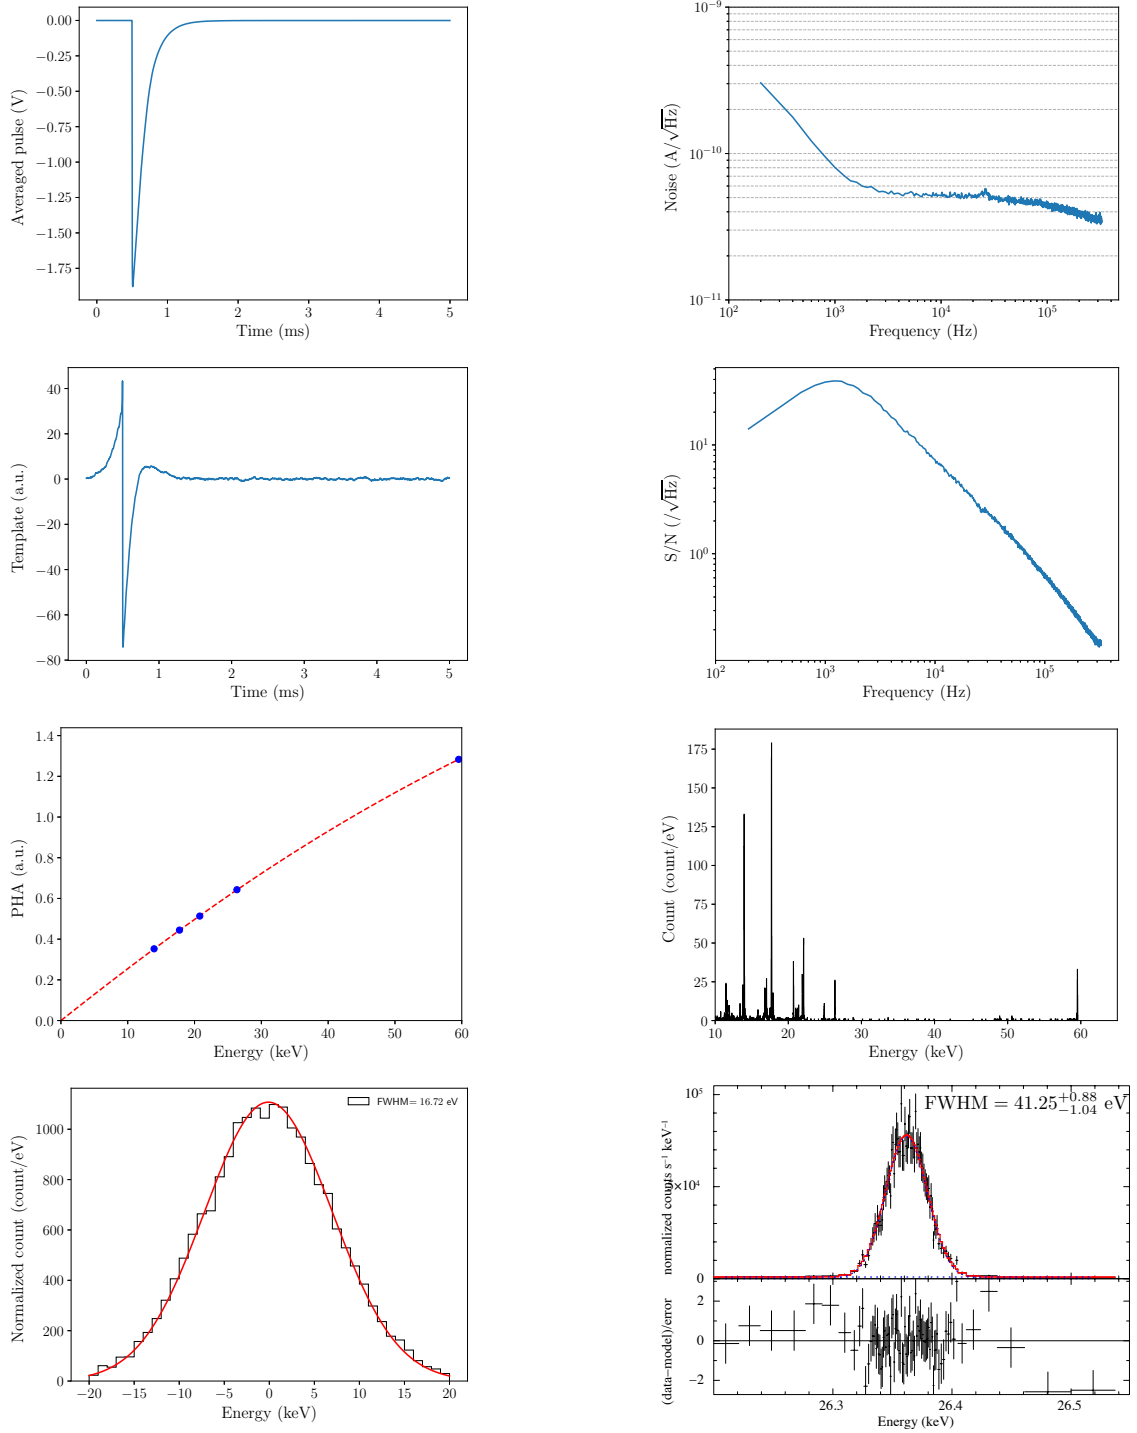 0.00
−0.25
−0.50
−0.75
−1.00
−1.25
−1.50
−1.75
Averaged pulse (V)
0 1 2 3 4 5
Time (ms)
10⁻⁹
10⁻¹⁰
10⁻¹¹
Noise (A/√Hz)
10² 10³ 10⁴ 10⁵
Frequency (Hz)
40
20
0
−20
−40
−60
−80
Template (a.u.)
0 1 2 3 4 5
Time (ms)
10¹
10⁰
S/N (/√Hz)
10² 10³ 10⁴ 10⁵
Frequency (Hz)
1.4
1.2
1.0
0.8
0.6
0.4
0.2
0.0
PHA (a.u.)
0 10 20 30 40 50 60
Energy (keV)
175
150
125
100
75
50
25
0
Count (count/eV)
10 20 30 40 50 60
Energy (keV)
FWHM= 16.72 eV
1000
800
600
400
200
0
Normalized count (count/eV)
−20 −15 −10 −5 0 5 10 15 20
Energy (keV)
FWHM = 41.25+0.88−1.04 eV
10⁵
5×10⁴
0
normalized counts s⁻¹ keV⁻¹
2
0
−2
(data−model)/error
26.3 26.4 26.5
Energy (keV)